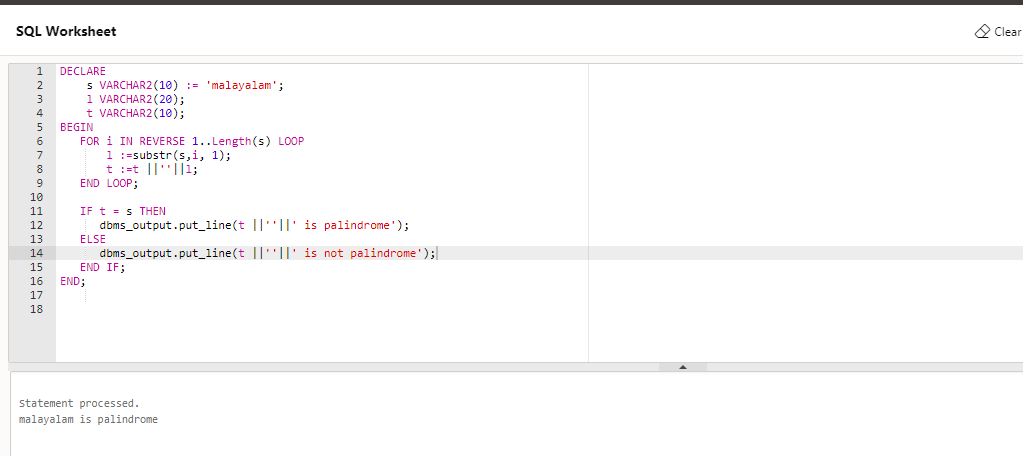 SQL Worksheet
Clear
1 DECLARE
2 s VARCHAR2(10) := 'malayalam';
3 l VARCHAR2(20);
4 t VARCHAR2(10);
5 BEGIN
6 FOR i IN REVERSE 1..Length(s) LOOP
7 l :=substr(s,i, 1);
8 t :=t ||''||l;
9 END LOOP;
10
11 IF t = s THEN
12 dbms_output.put_line(t ||''||' is palindrome');
13 ELSE
14 dbms_output.put_line(t ||''||' is not palindrome');
15 END IF;
16 END;
17
18
Statement processed.
malayalam is palindrome